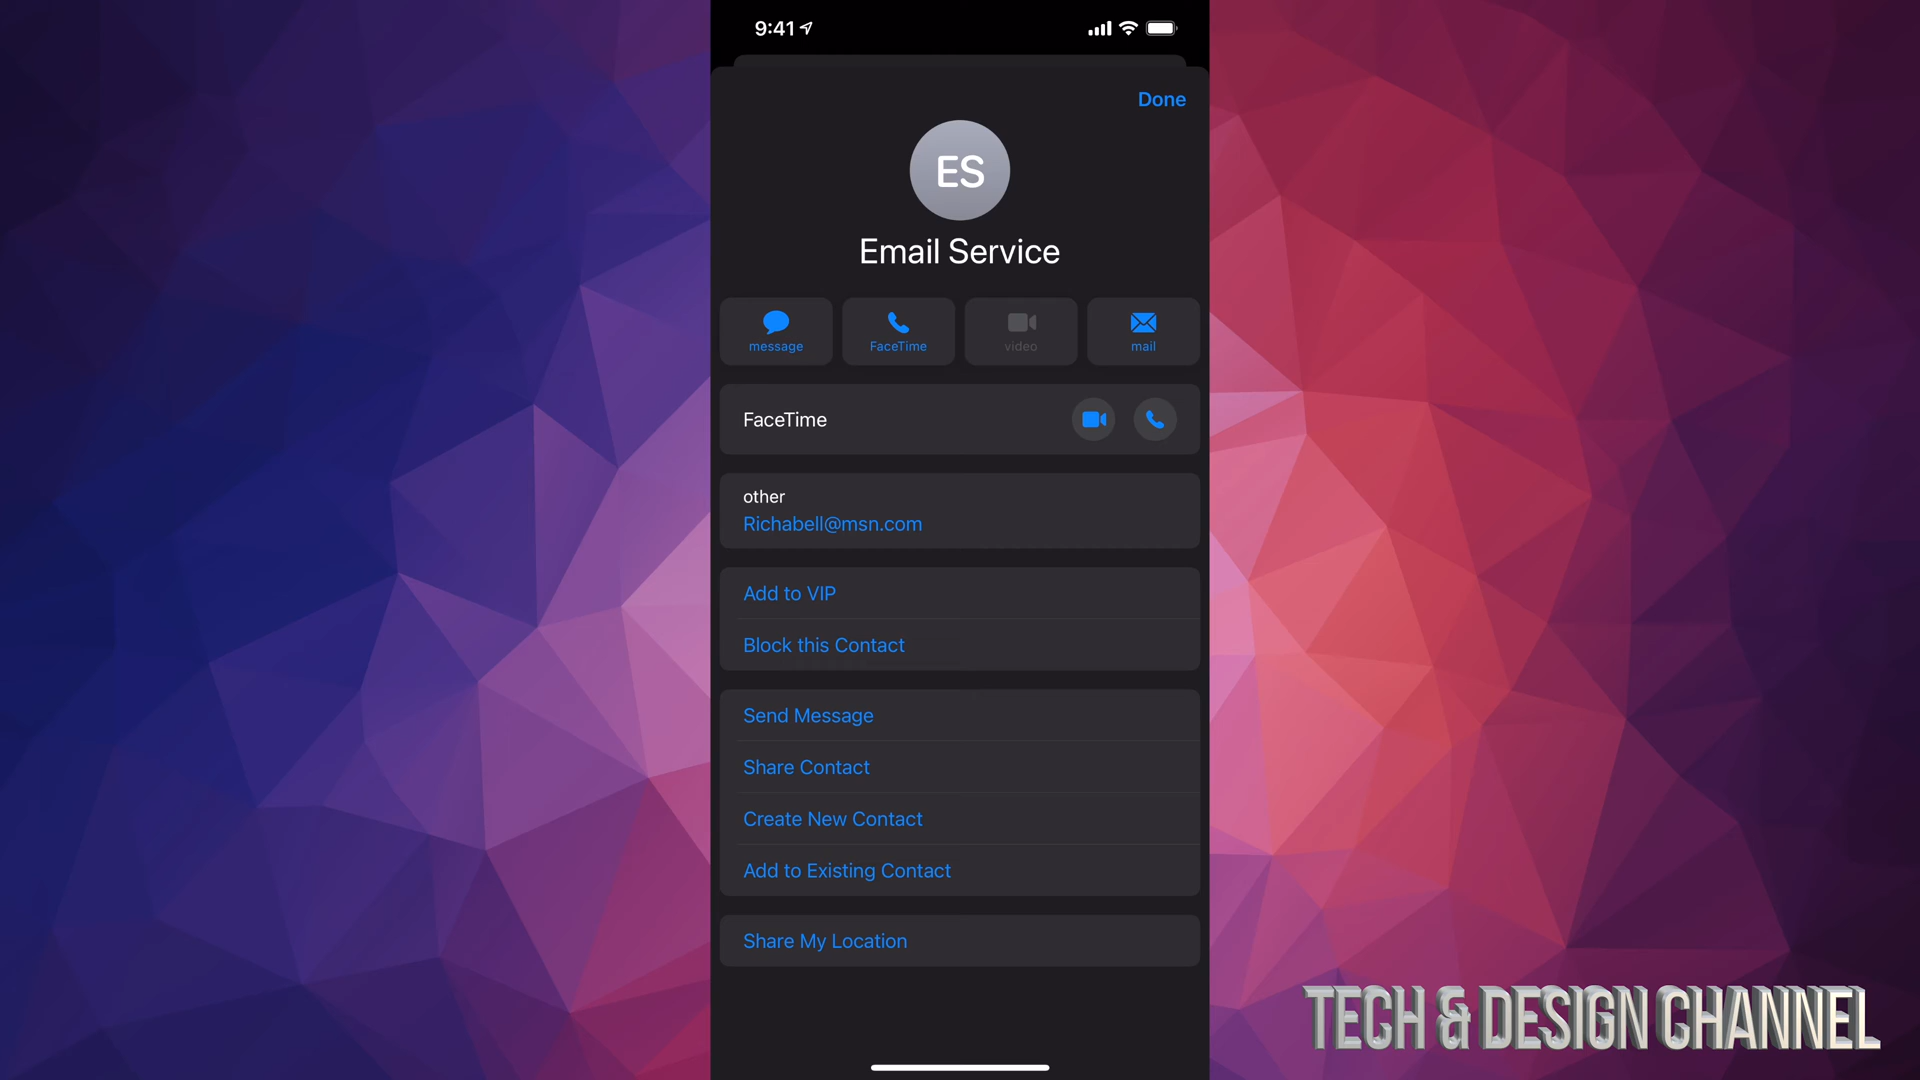 9:41
Done
ES
Email Service
message
FaceTime
video
mail
FaceTime
other
Richabell@msn.com
Add to VIP
Block this Contact
Send Message
Share Contact
Create New Contact
Add to Existing Contact
Share My Location
TECH & DESIGN CHANNEL